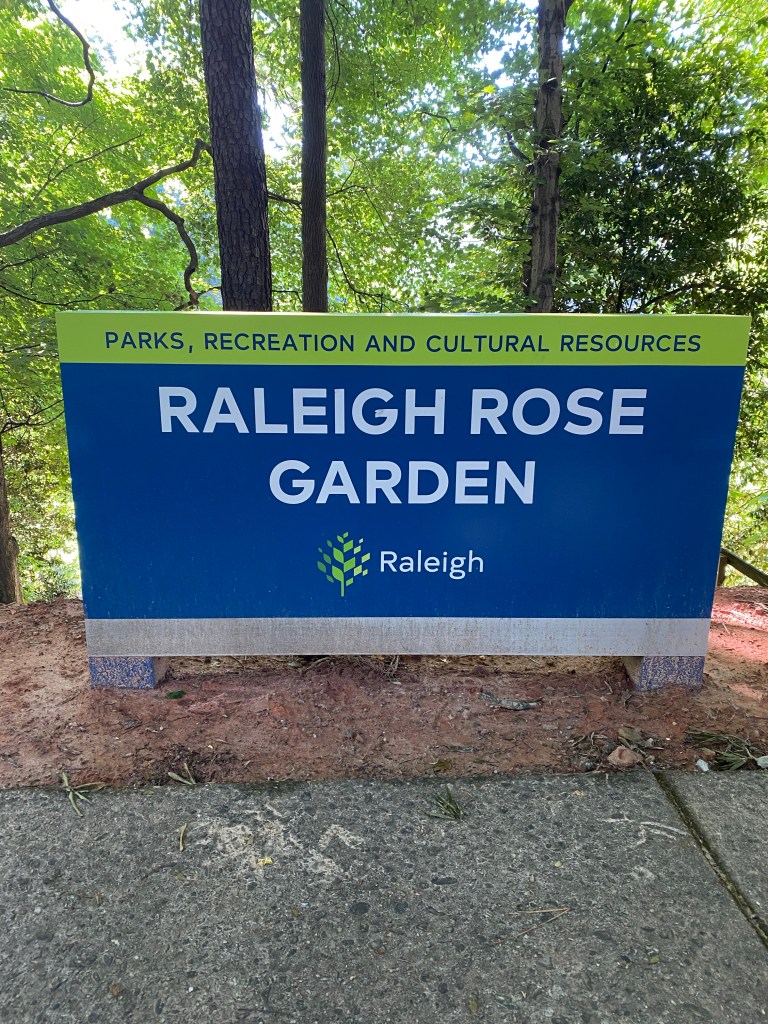 PARKS, RECREATION AND CULTURAL RESOURCES
RALEIGH ROSE
GARDEN
Raleigh